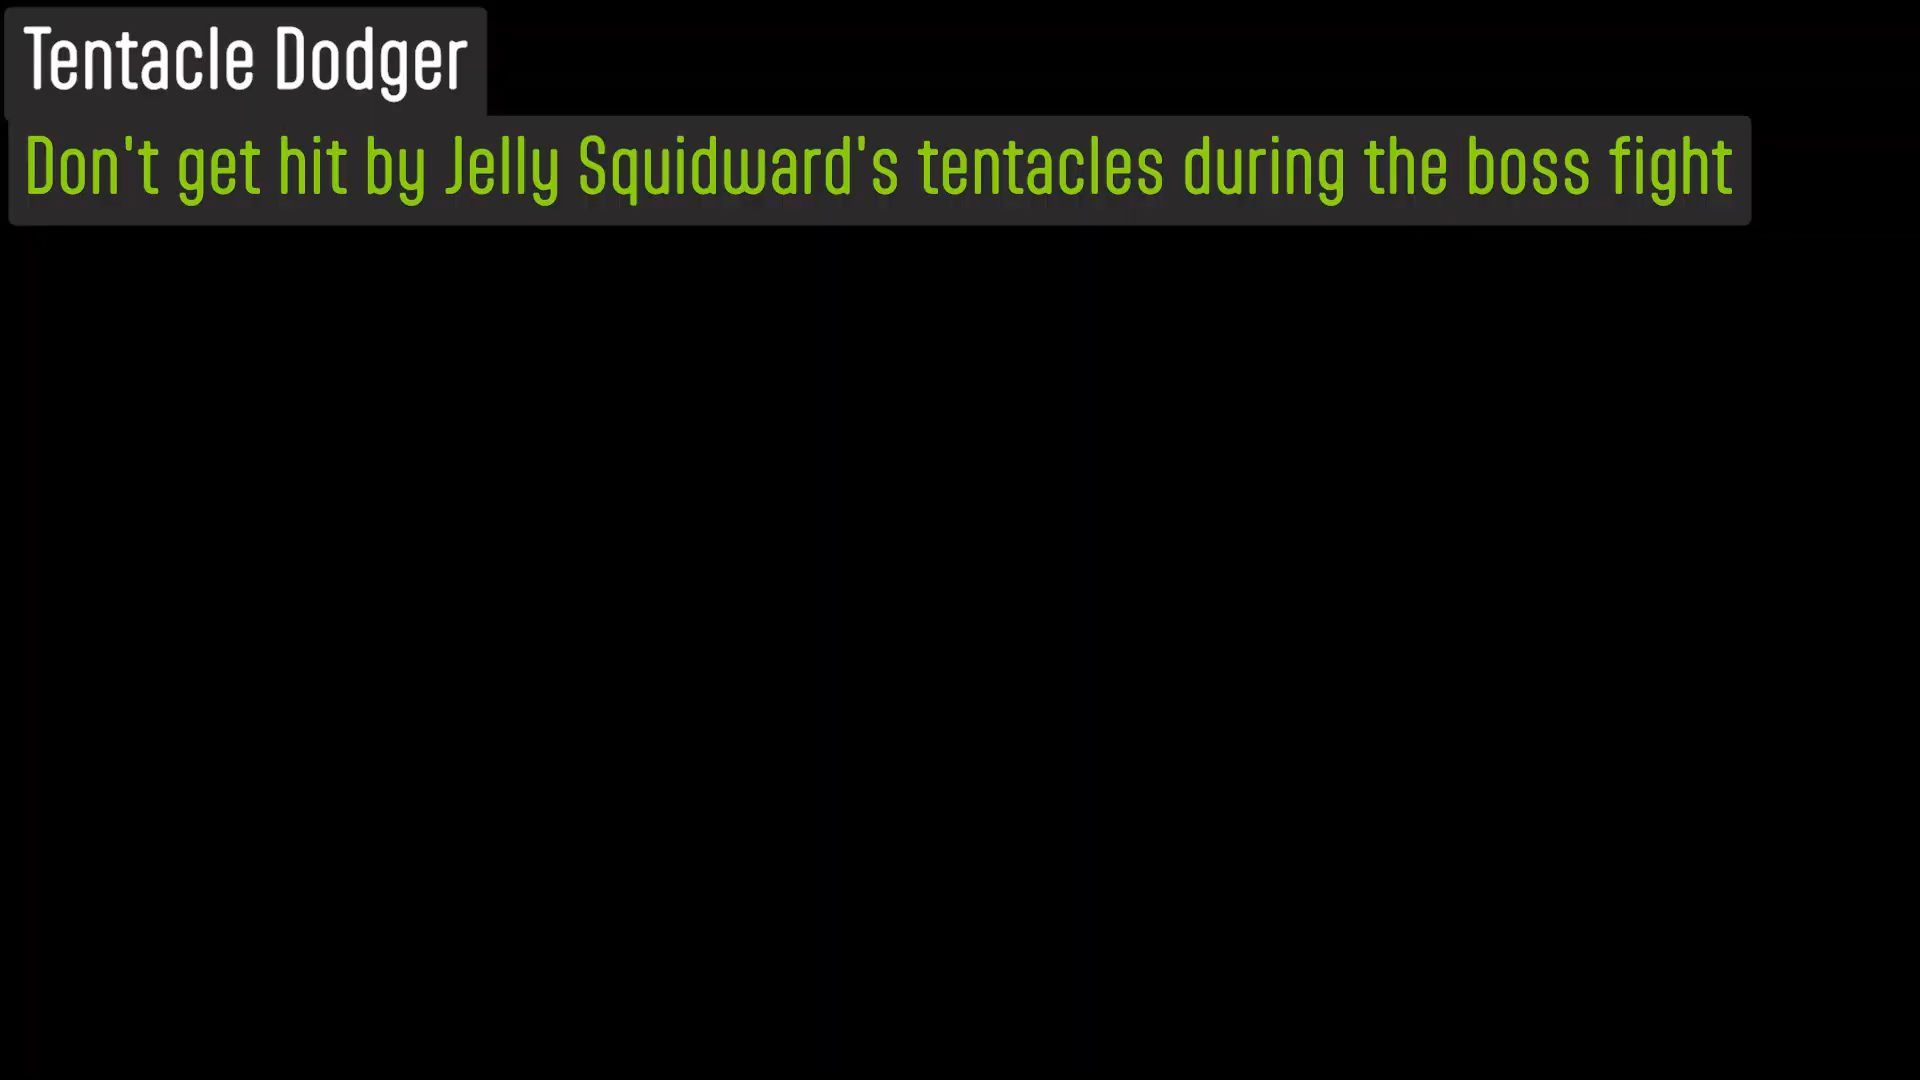 Tentacle Dodger
Don't get hit by Jelly Squidward's tentacles during the boss fight